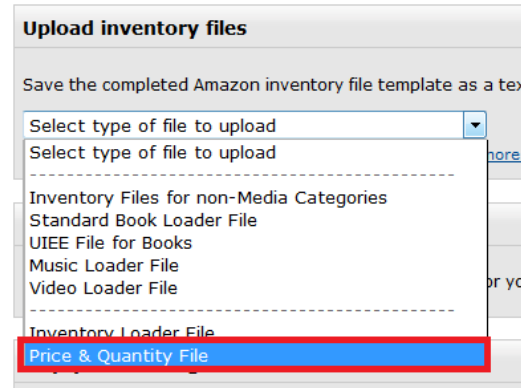 Upload inventory files
Save the completed Amazon inventory file template as a
Select type of file to upload
Select type of file to upload
more
------------------------------------------------
Inventory Files for non-Media Categories
Standard Book Loader File
UIEE File for Books
Music Loader File
Video Loader File
------------------------------------------------
Inventory Loader File
Price & Quantity File